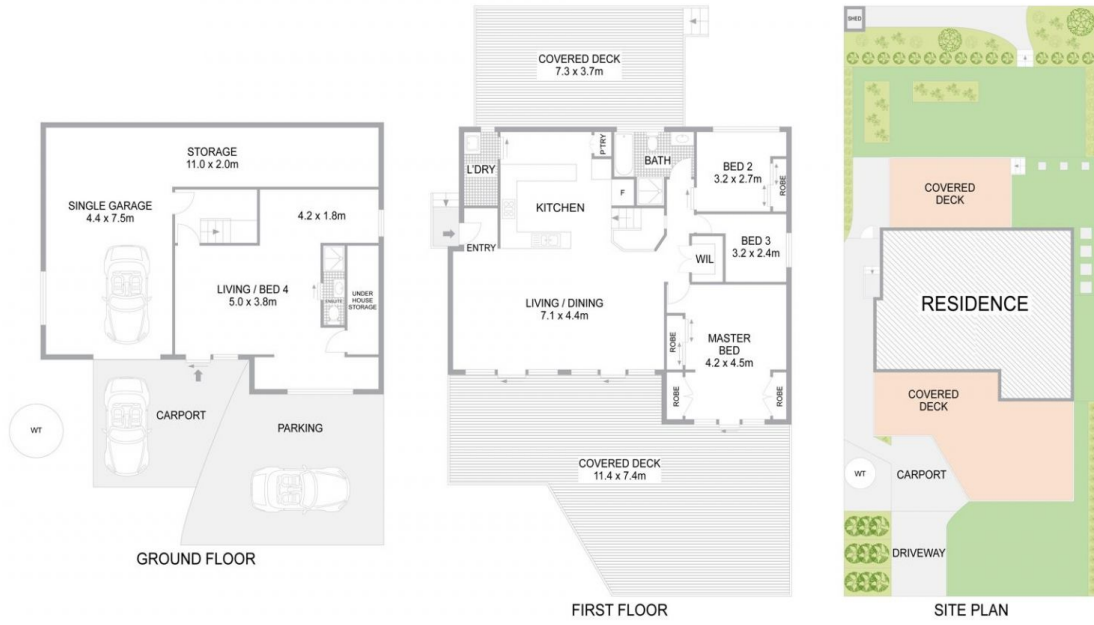 STORAGE
11.0 x 2.0m
SINGLE GARAGE
4.4 x 7.5m
4.2 x 1.8m
LIVING / BED 4
5.0 x 3.8m
ENSUITE
UNDER
HOUSE
STORAGE
CARPORT
PARKING
WT
GROUND FLOOR
COVERED DECK
7.3 x 3.7m
L'DRY
P'TRY
BATH
BED 2
3.2 x 2.7m
ROBE
F
KITCHEN
ENTRY
BED 3
3.2 x 2.4m
WIL
LIVING / DINING
7.1 x 4.4m
MASTER
BED
4.2 x 4.5m
ROBE
ROBE
ROBE
COVERED DECK
11.4 x 7.4m
FIRST FLOOR
SHED
COVERED
DECK
RESIDENCE
COVERED
DECK
WT
CARPORT
DRIVEWAY
SITE PLAN